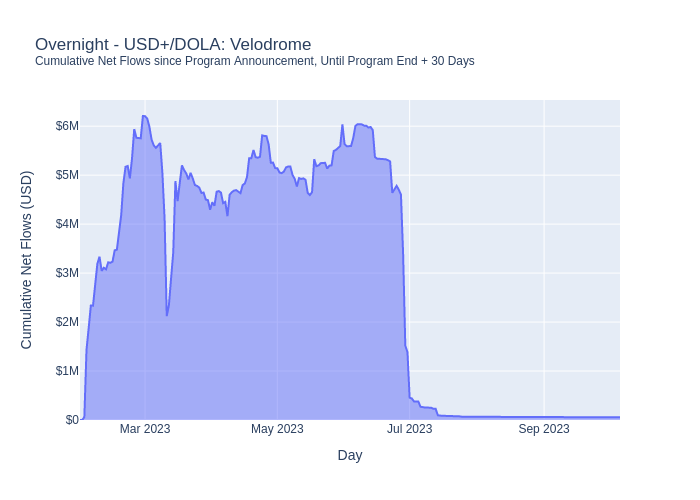 Overnight - USD+/DOLA: Velodrome
Cumulative Net Flows since Program Announcement, Until Program End + 30 Days
Cumulative Net Flows (USD)
$6M
$5M
$4M
$3M
$2M
$1M
$0
Mar 2023 May 2023 Jul 2023 Sep 2023
Day